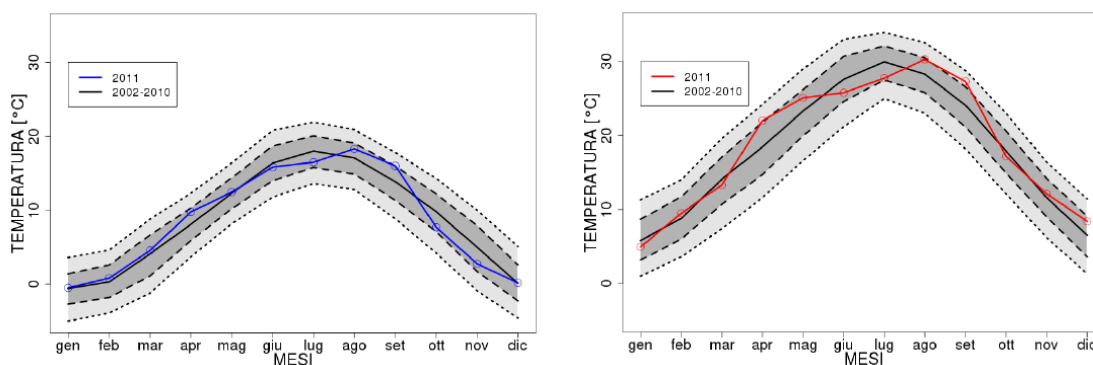 TEMPERATURA [°C]
30
20
10
0
2011
2002-2010
gen feb mar apr mag giu lug ago set ott nov dic
MESI
TEMPERATURA [°C]
30
20
10
0
2011
2002-2010
gen feb mar apr mag giu lug ago set ott nov dic
MESI